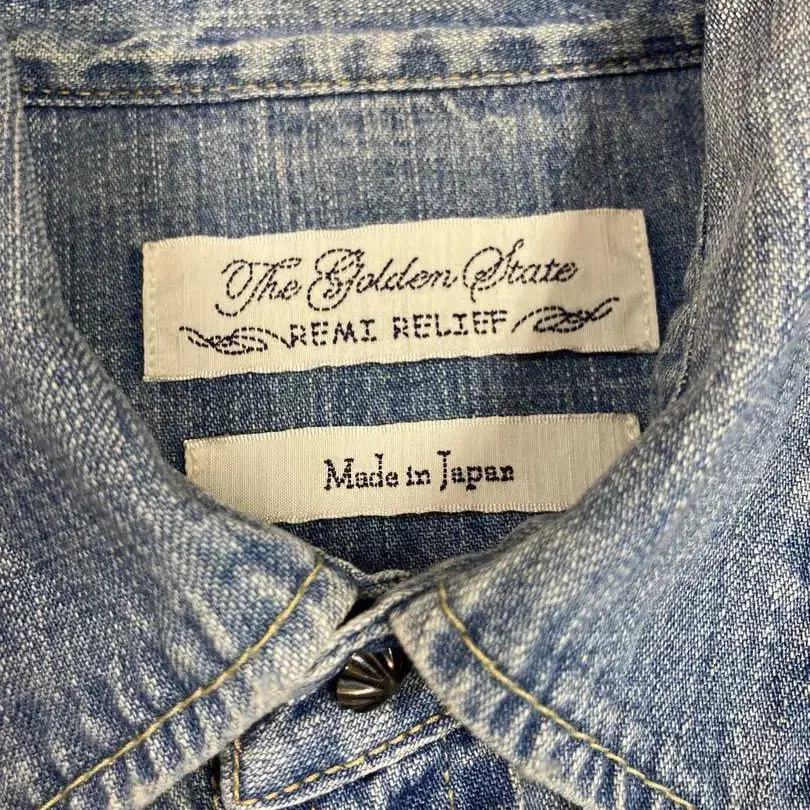 The Golden State
REMI RELIEF
Made in Japan